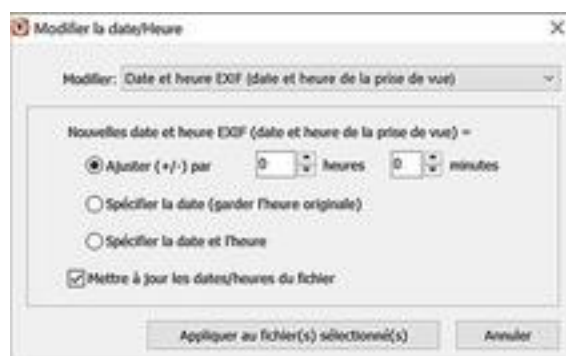 Modifier la date/Heure
Modifier: Date et heure EXIF (date et heure de la prise de vue)
Nouvelles date et heure EXIF (date et heure de la prise de vue) =
Ajuster (+/-) par 0 heures 0 minutes
Spécifier la date (garder l'heure originale)
Spécifier la date et l'heure
Mettre à jour les dates/heures du fichier
Appliquer au fichier(s) sélectionné(s) Annuler